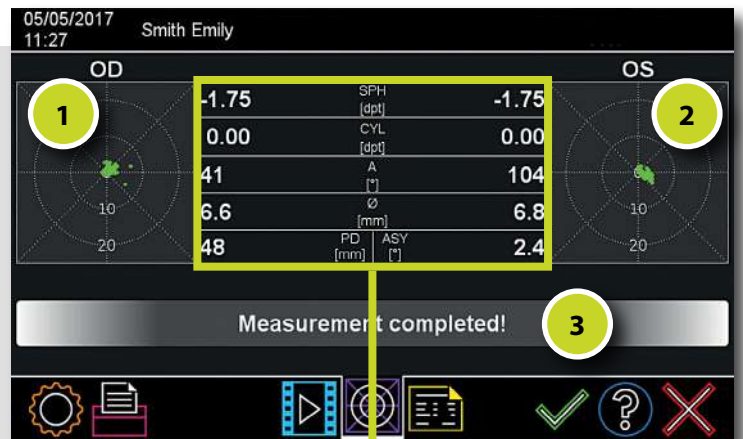 05/05/2017
11:27
Smith Emily
OD
OS
1
2
-1.75 SPH [dpt] -1.75
0.00 CYL [dpt] 0.00
41 A [°] 104
6.6 Ø [mm] 6.8
48 PD [mm] ASY [°] 2.4
10
20
10
20
Measurement completed!
3
?